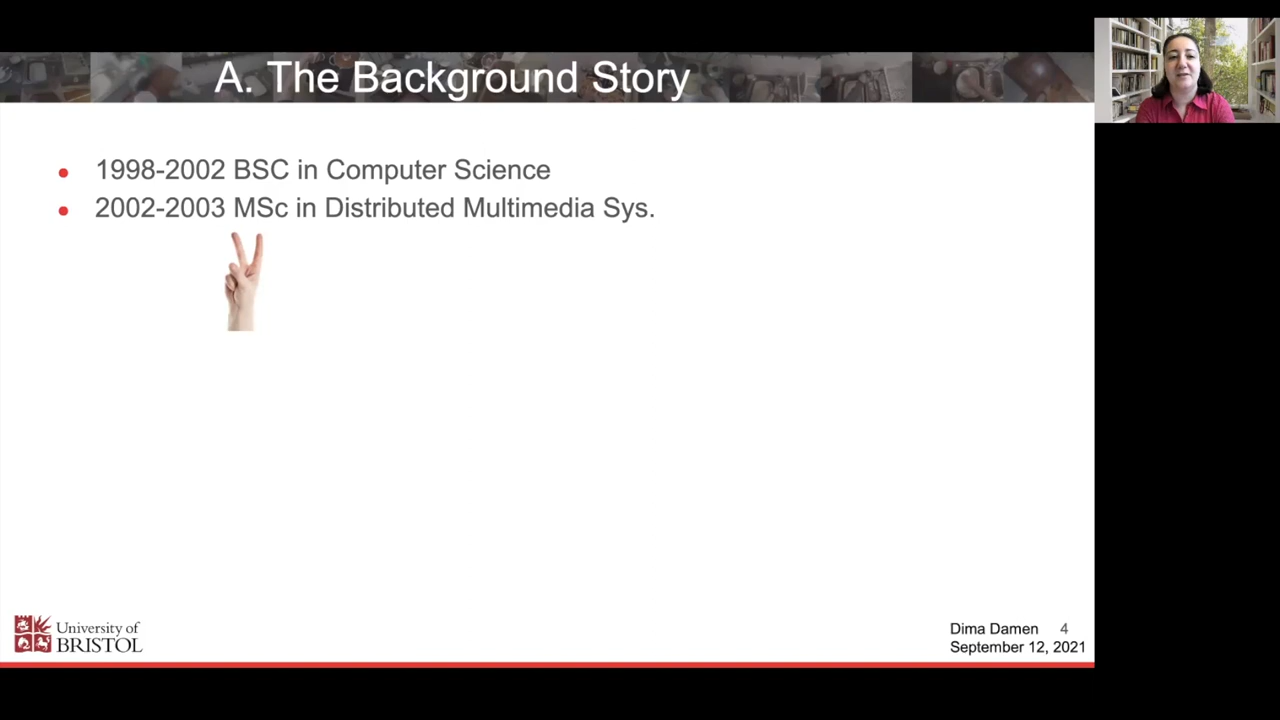 A. The Background Story
1998-2002 BSC in Computer Science
2002-2003 MSc in Distributed Multimedia Sys.
University of
BRISTOL
Dima Damen 4
September 12, 2021